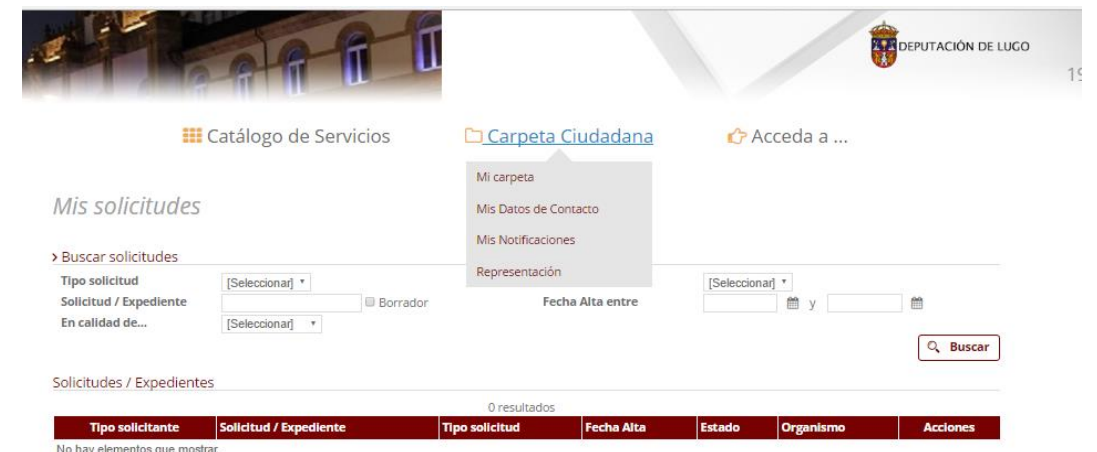 DEPUTACIÓN DE LUGO
Catálogo de Servicios
Carpeta Ciudadana
Acceda a ...
Mi carpeta
Mis Datos de Contacto
Mis Notificaciones
Representación
Mis solicitudes
Buscar solicitudes
Tipo solicitud [Seleccionar] [Seleccionar]
Solicitud / Expediente Borrador Fecha Alta entre y
En calidad de... [Seleccionar]
Buscar
Solicitudes / Expedientes
0 resultados
Tipo solicitante Solicitud / Expediente Tipo solicitud Fecha Alta Estado Organismo Acciones
No hay elementos que mostrar